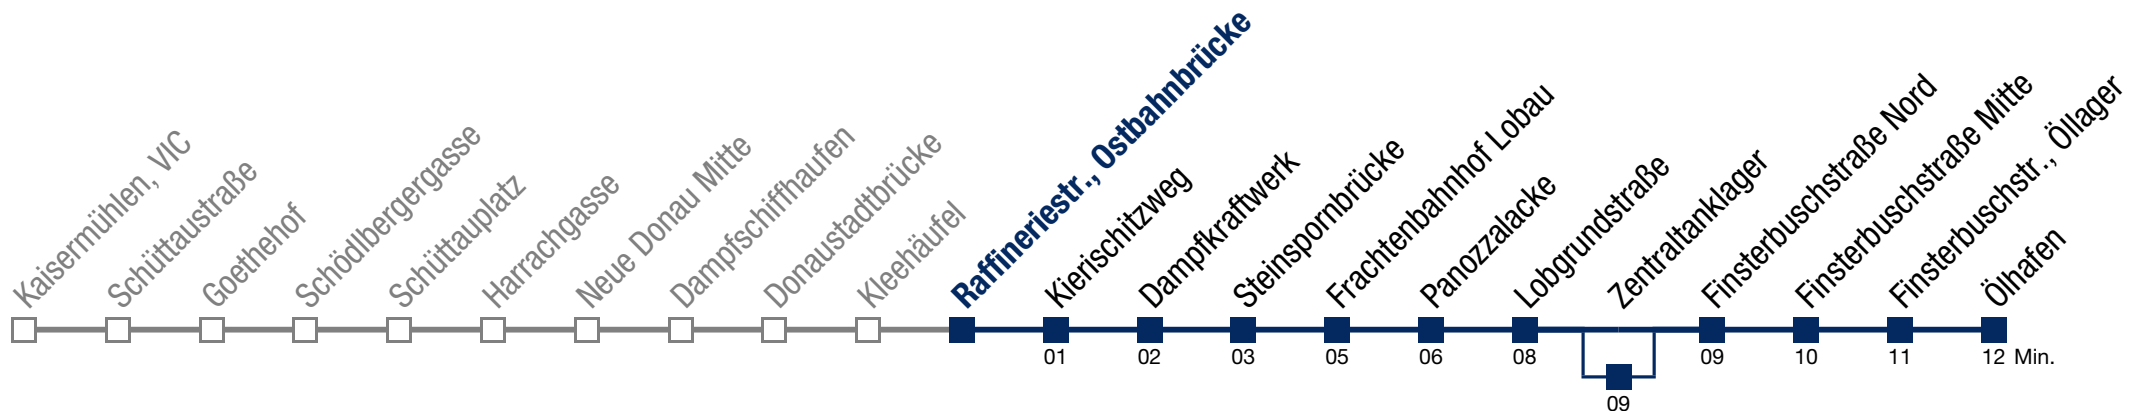 Kaisermühlen, VIC
Schüttaustraße
Goethehof
Schödlbergergasse
Schüttauplatz
Harrachgasse
Neue Donau Mitte
Dampfschiffhaufen
Donaustadtbrücke
Kleehäufel
Raffineriestr., Ostbahnbrücke
Kierischitzweg
Dampfkraftwerk
Steinspornbrücke
Frachtenbahnhof Lobau
Panozzalacke
Lobgrundstraße
Zentraltanklager
Finsterbuschstraße Nord
Finsterbuschstraße Mitte
Finsterbuschstr., Öllager
Ölhafen
01 02 03 05 06 08 09 10 11 12 Min.
09